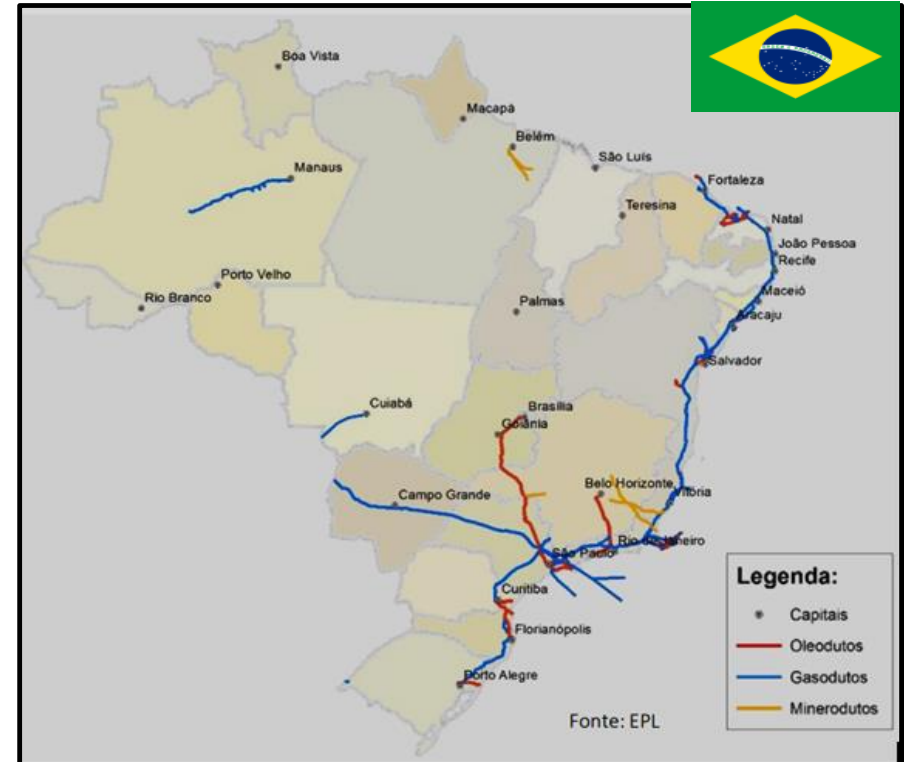 Boa Vista
Macapá
Belém
São Luís
Manaus
Fortaleza
Teresina
Natal
João Pessoa
Recife
Porto Velho
Rio Branco
Palmas
Maceió
Aracaju
Salvador
Cuiabá
Brasília
Goiânia
Belo Horizonte
Campo Grande
Vitória
Rio de Janeiro
São Paulo
Curitiba
Florianópolis
Porto Alegre
Legenda:
Capitais
Oleodutos
Gasodutos
Minerodutos
Fonte: EPL